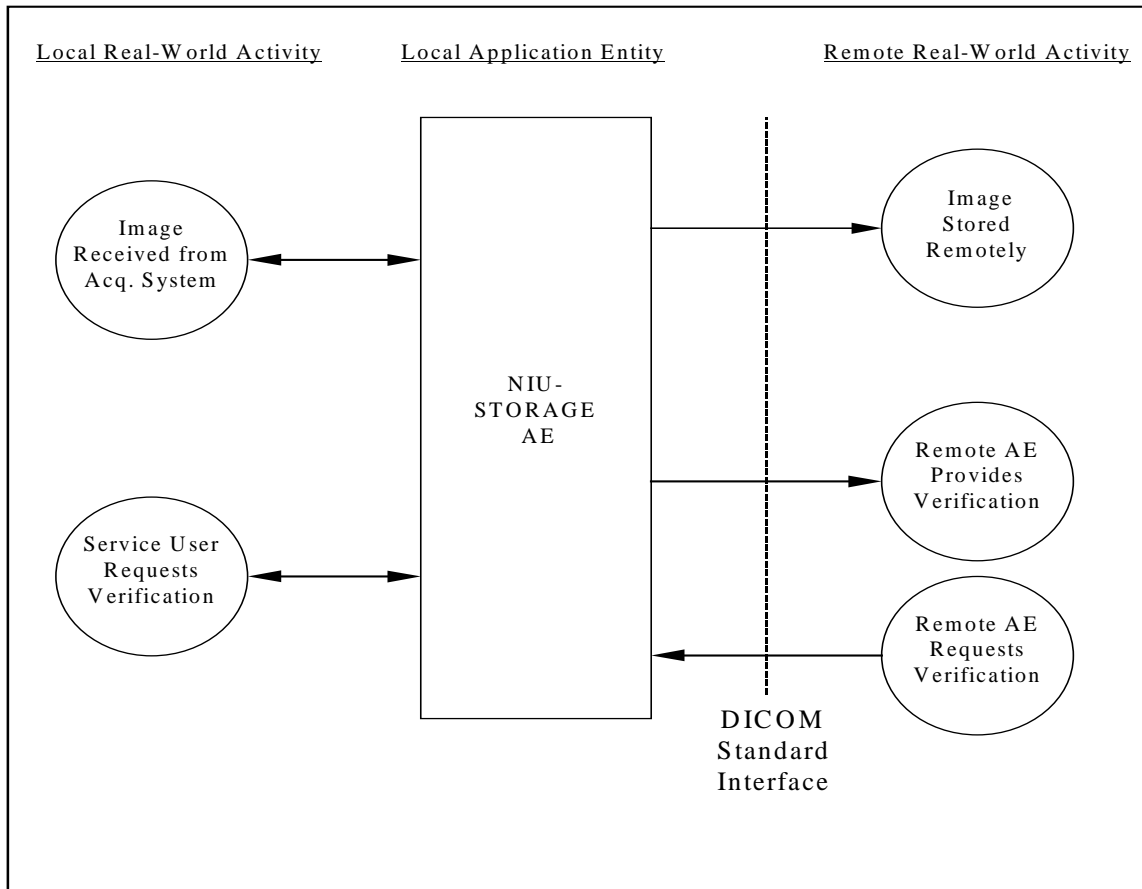 Local Real-World Activity
Local Application Entity
Remote Real-World Activity
Image
Received from
Acq. System
Service User
Requests
Verification
NIU-
STORAGE
AE
Image
Stored
Remotely
Remote AE
Provides
Verification
Remote AE
Requests
Verification
DICOM
Standard
Interface